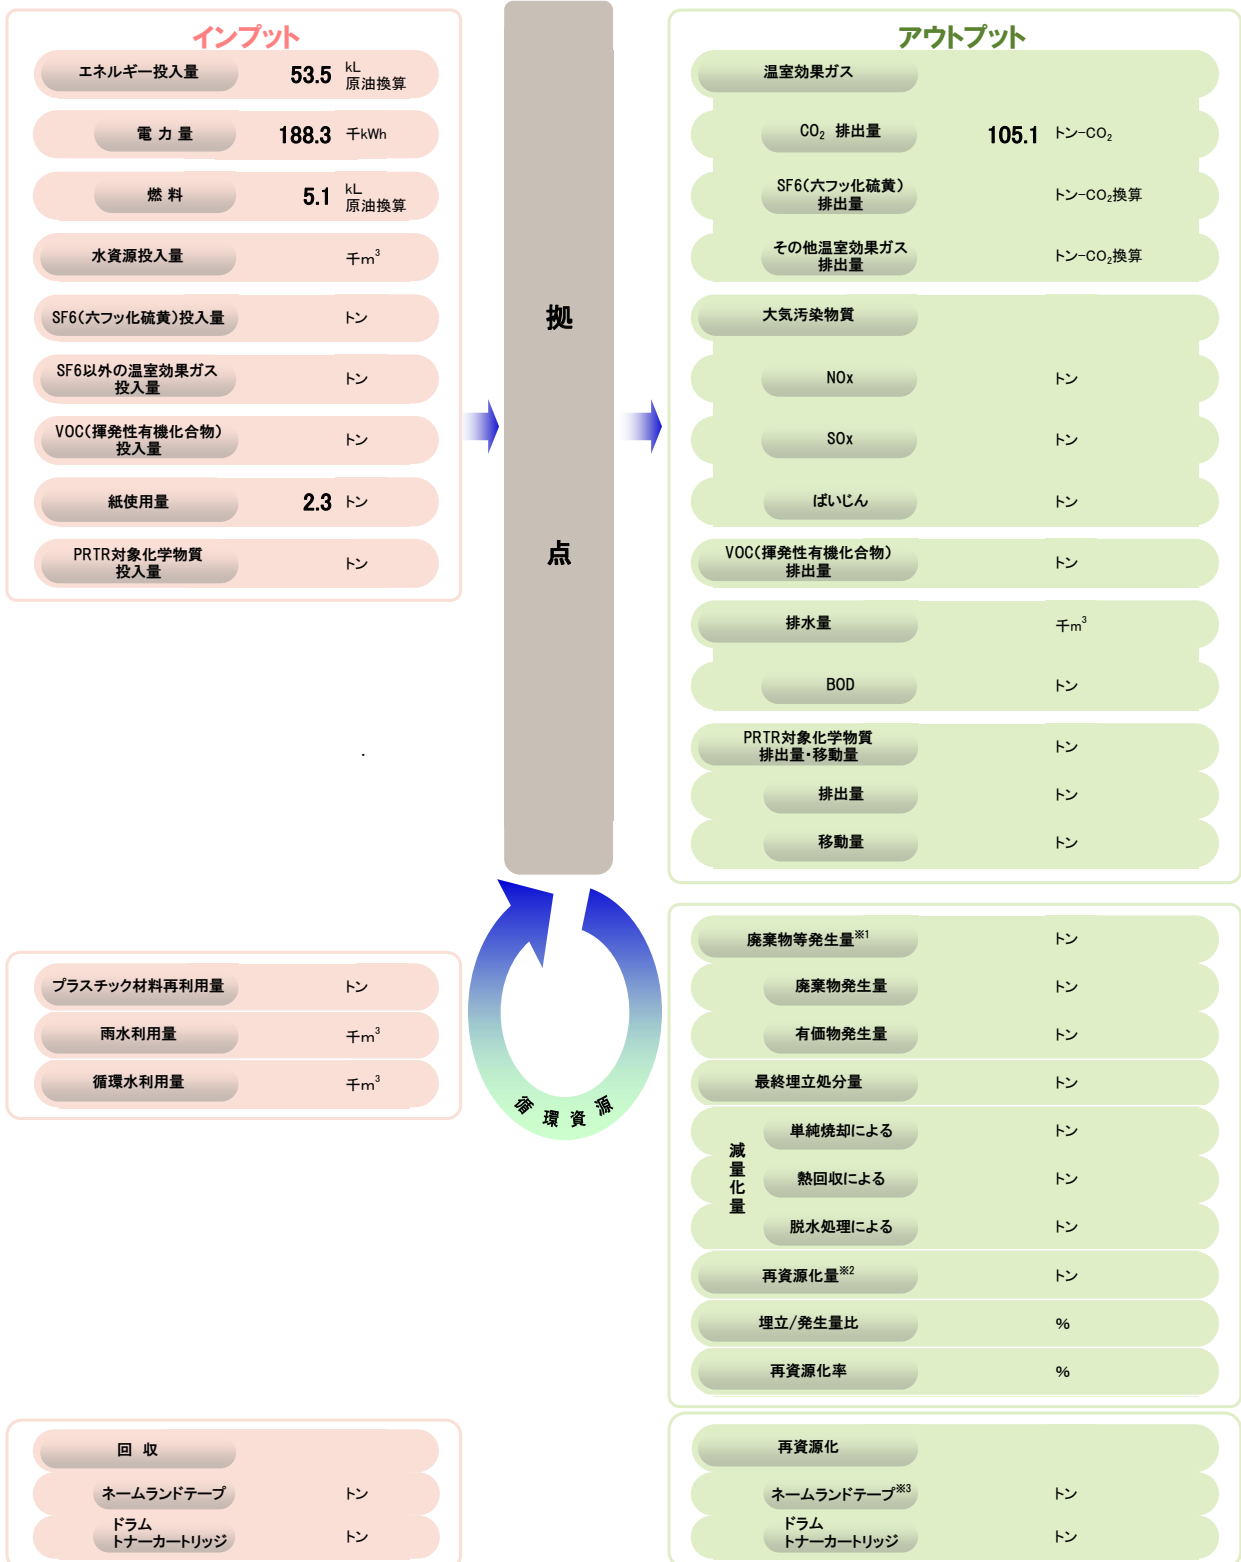 インプット
エネルギー投入量 53.5 kL
原油換算
電 力 量 188.3 千kWh
燃 料 5.1 kL
原油換算
水資源投入量 千m³
SF6(六フッ化硫黄)投入量 トン
SF6以外の温室効果ガス
投入量 トン
VOC(揮発性有機化合物)
投入量 トン
紙使用量 2.3 トン
PRTR対象化学物質
投入量 トン
拠
点
アウトプット
温室効果ガス
CO₂ 排出量 105.1 トン-CO₂
SF6(六フッ化硫黄)
排出量 トン-CO₂換算
その他温室効果ガス
排出量 トン-CO₂換算
大気汚染物質
NOx トン
SOx トン
ばいじん トン
VOC(揮発性有機化合物)
排出量 トン
排水量 千m³
BOD トン
PRTR対象化学物質
排出量・移動量 トン
排出量 トン
移動量 トン
プラスチック材料再利用量 トン
雨水利用量 千m³
循環水利用量 千m³
循環資源
廃棄物等発生量※1 トン
廃棄物発生量 トン
有価物発生量 トン
最終埋立処分量 トン
減量化量
単純焼却による トン
熱回収による トン
脱水処理による トン
再資源化量※2 トン
埋立/発生量比 %
再資源化率 %
回 収
ネームランドテープ トン
ドラム
トナーカートリッジ トン
再資源化
ネームランドテープ※3 トン
ドラム
トナーカートリッジ トン